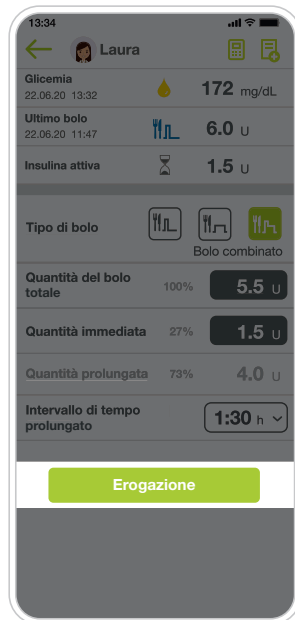 13:34
Laura
Glicemia
22.06.20 13:32
172 mg/dL
Ultimo bolo
22.06.20 11:47
6.0 U
Insulina attiva
1.5 U
Tipo di bolo
Bolo combinato
Quantità del bolo
totale
100%
5.5 U
Quantità immediata
27%
1.5 U
Quantità prolungata
73%
4.0 U
Intervallo di tempo
prolungato
1:30 h
Erogazione